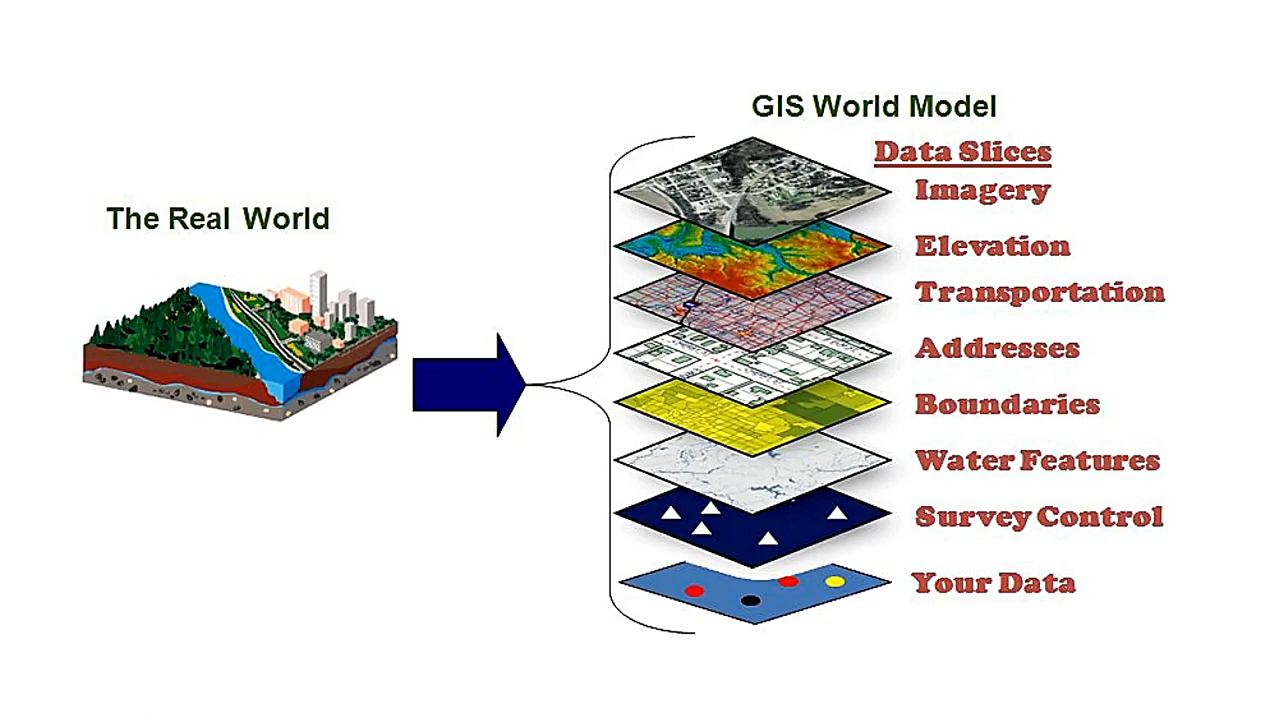 GIS World Model
Data Slices
Imagery
The Real World
Elevation
Transportation
Addresses
Boundaries
Water Features
Survey Control
Your Data